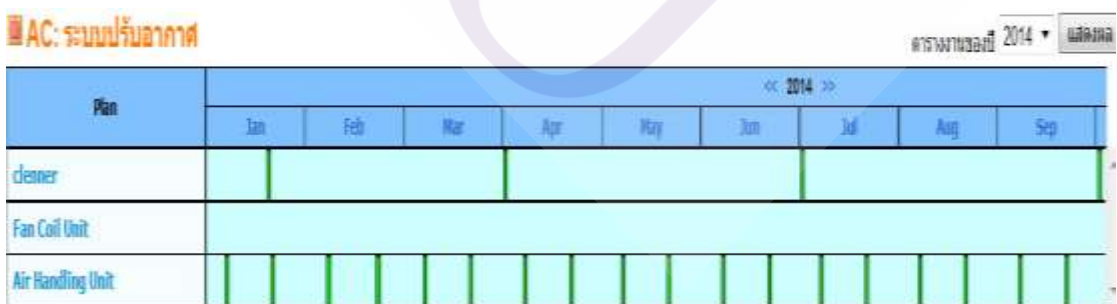 AC: ระบบปรับอากาศ
ตารางงานของปี 2014 แสดงผล
Plan
<< 2014 >>
Jan Feb Mar Apr May Jun Jul Aug Sep
clenner
Fan Coil Unit
Air Handling Unit